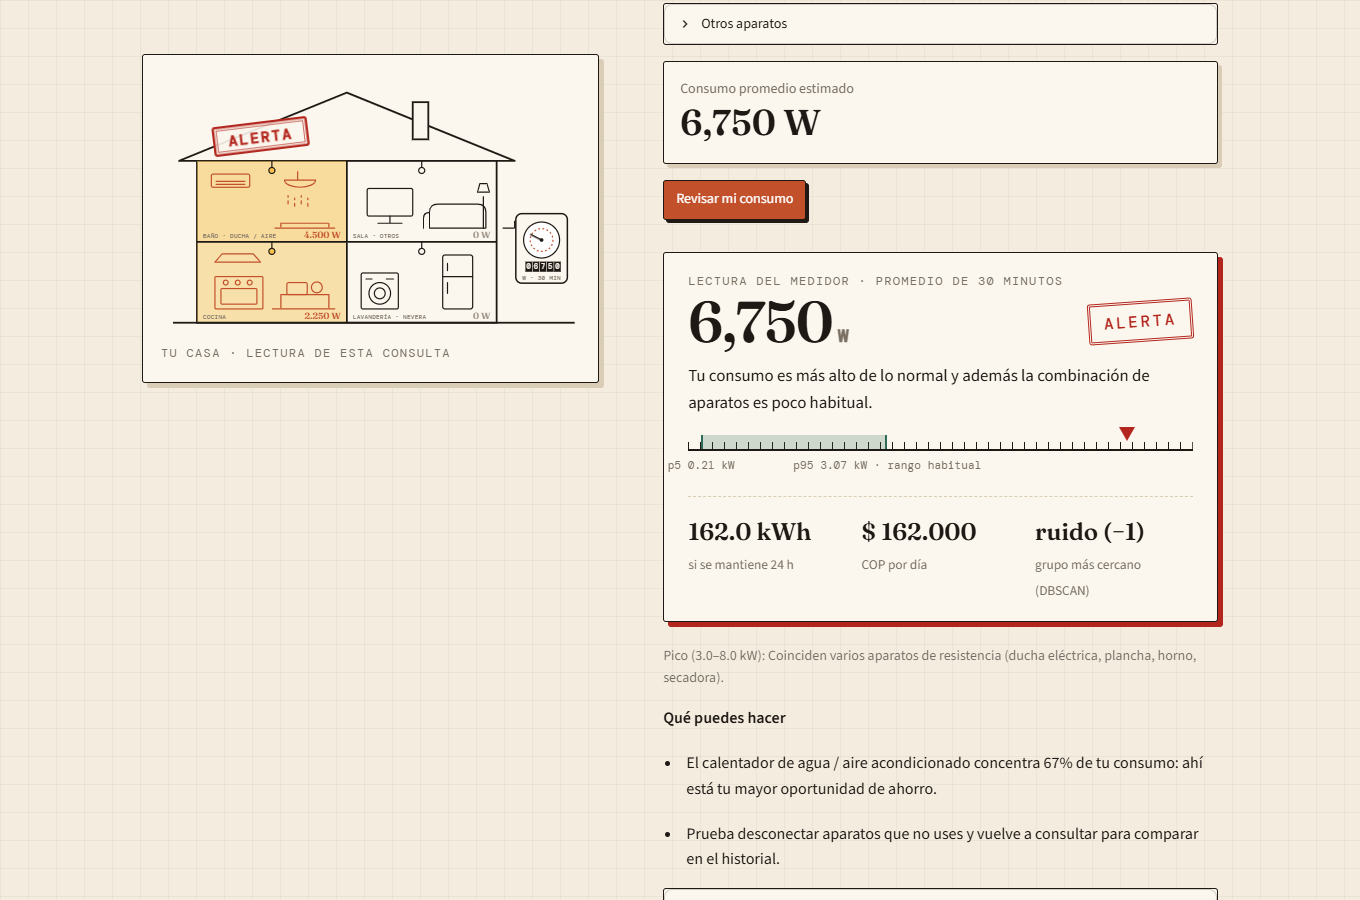 Otros aparatos
Consumo promedio estimado
6,750 W
Revisar mi consumo
ALERTA
BAÑO · DUCHA / AIRE 4.500 W
SALA · OTROS 0 W
COCINA 2.250 W
LAVANDERÍA · NEVERA 0 W
06750
W · 30 MIN
TU CASA · LECTURA DE ESTA CONSULTA
LECTURA DEL MEDIDOR · PROMEDIO DE 30 MINUTOS
6,750 W
ALERTA
Tu consumo es más alto de lo normal y además la combinación de
aparatos es poco habitual.
p5 0.21 kW
p95 3.07 kW · rango habitual
162.0 kWh
si se mantiene 24 h
$ 162.000
COP por día
ruido (−1)
grupo más cercano
(DBSCAN)
Pico (3.0–8.0 kW): Coinciden varios aparatos de resistencia (ducha eléctrica, plancha, horno,
secadora).
Qué puedes hacer
• El calentador de agua / aire acondicionado concentra 67% de tu consumo: ahí
está tu mayor oportunidad de ahorro.
• Prueba desconectar aparatos que no uses y vuelve a consultar para comparar
en el historial.